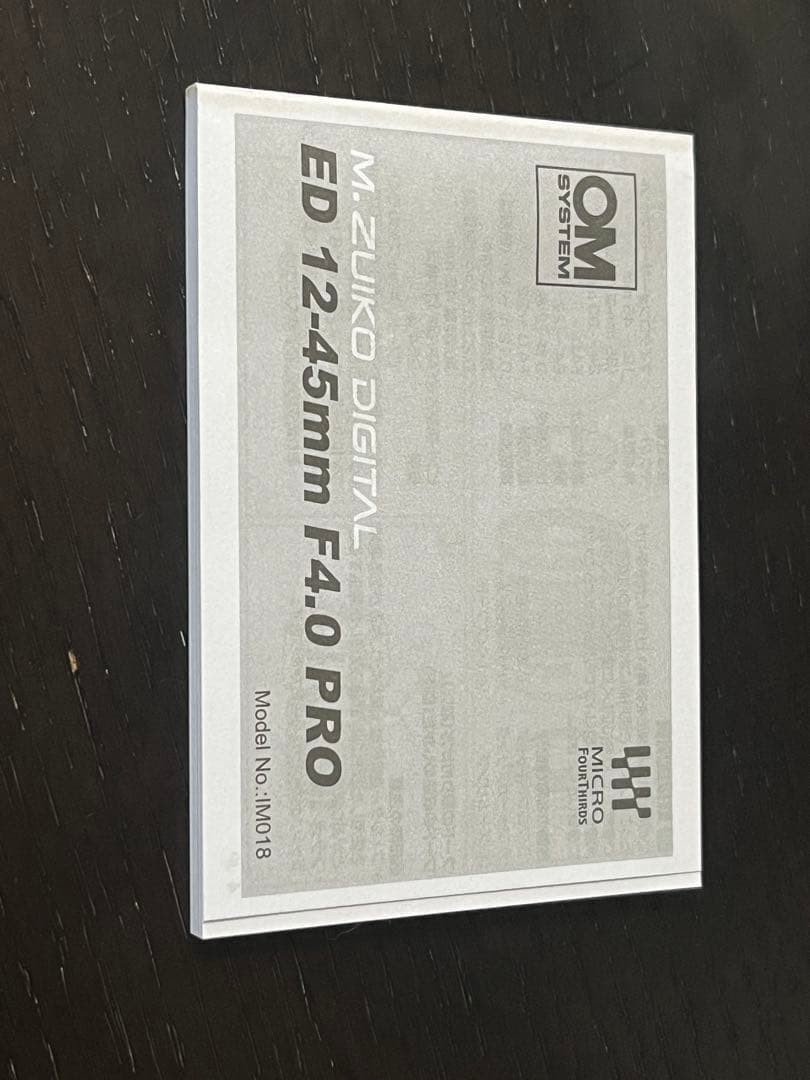 OM
SYSTEM
MICRO
FOURTHIRDS
M. ZUIKO DIGITAL
ED 12-45mm F4.0 PRO
Model No.:IM018